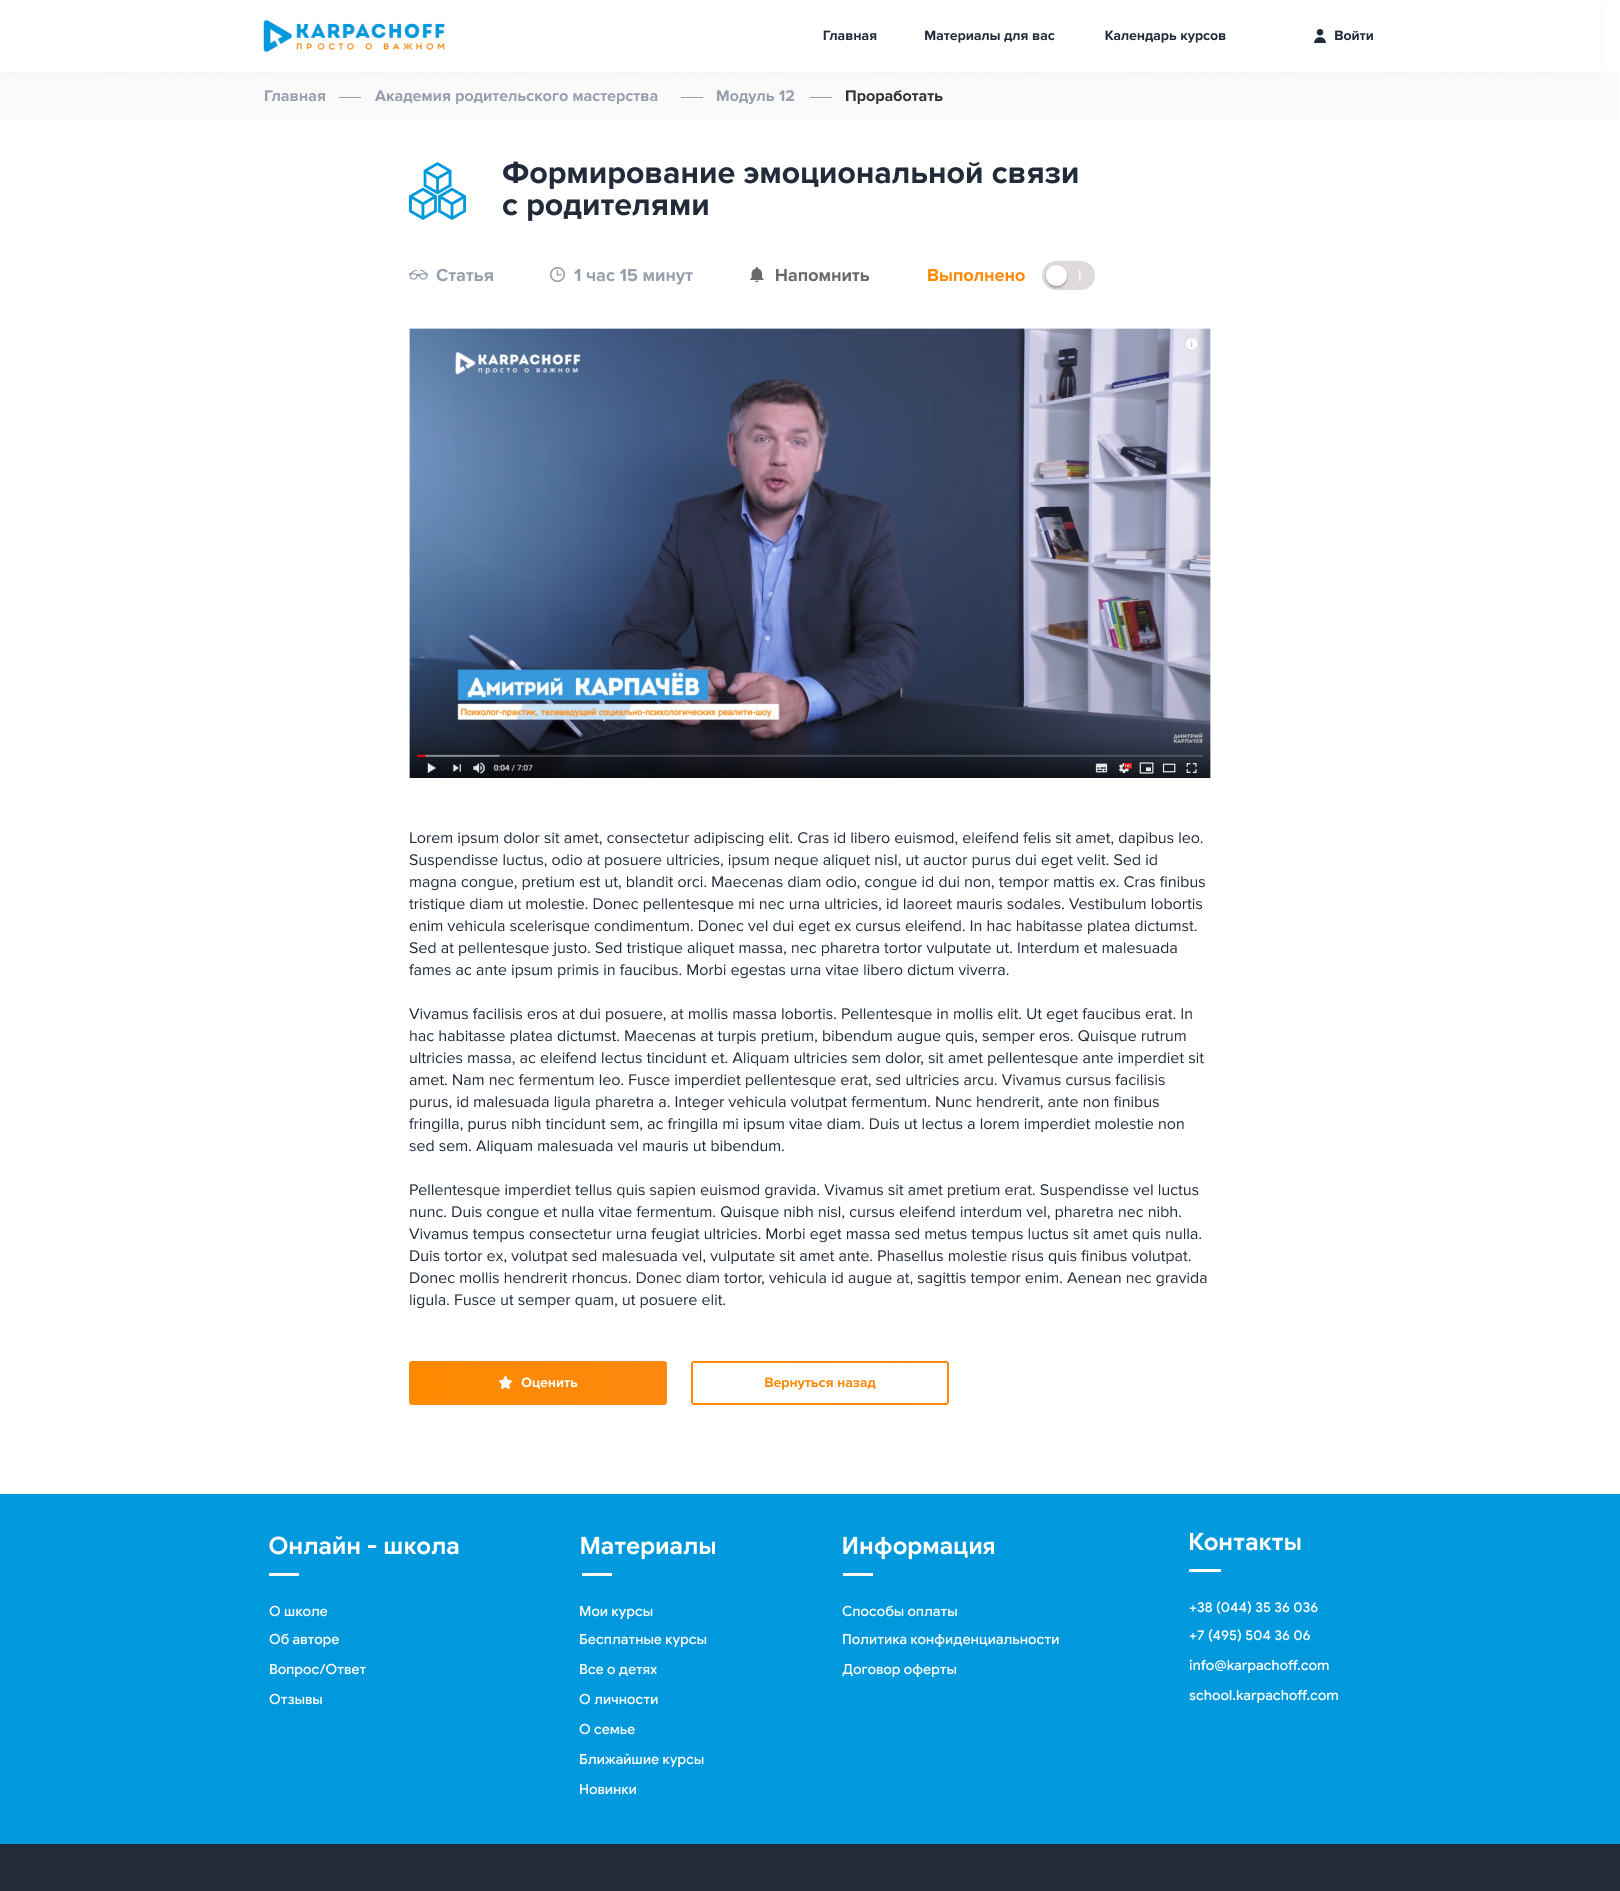 KARPACHOFF
ПРОСТО О ВАЖНОМ
Главная
Материалы для вас
Календарь курсов
Войти
Главная — Академия родительского мастерства — Модуль 12 — Проработать
Формирование эмоциональной связи
с родителями
Статья
1 час 15 минут
Напомнить
Выполнено
KARPACHOFF
просто о важном
Дмитрий КАРПАЧЁВ
Психолог-практик, телеведущий социально-психологических реалити-шоу
ДМИТРИЙ
КАРПАЧЕВ
0:04 / 7:07
HD
Lorem ipsum dolor sit amet, consectetur adipiscing elit. Cras id libero euismod, eleifend felis sit amet, dapibus leo.
Suspendisse luctus, odio at posuere ultricies, ipsum neque aliquet nisl, ut auctor purus dui eget velit. Sed id
magna congue, pretium est ut, blandit orci. Maecenas diam odio, congue id dui non, tempor mattis ex. Cras finibus
tristique diam ut molestie. Donec pellentesque mi nec urna ultricies, id laoreet mauris sodales. Vestibulum lobortis
enim vehicula scelerisque condimentum. Donec vel dui eget ex cursus eleifend. In hac habitasse platea dictumst.
Sed at pellentesque justo. Sed tristique aliquet massa, nec pharetra tortor vulputate ut. Interdum et malesuada
fames ac ante ipsum primis in faucibus. Morbi egestas urna vitae libero dictum viverra.
Vivamus facilisis eros at dui posuere, at mollis massa lobortis. Pellentesque in mollis elit. Ut eget faucibus erat. In
hac habitasse platea dictumst. Maecenas at turpis pretium, bibendum augue quis, semper eros. Quisque rutrum
ultricies massa, ac eleifend lectus tincidunt et. Aliquam ultricies sem dolor, sit amet pellentesque ante imperdiet sit
amet. Nam nec fermentum leo. Fusce imperdiet pellentesque erat, sed ultricies arcu. Vivamus cursus facilisis
purus, id malesuada ligula pharetra a. Integer vehicula volutpat fermentum. Nunc hendrerit, ante non finibus
fringilla, purus nibh tincidunt sem, ac fringilla mi ipsum vitae diam. Duis ut lectus a lorem imperdiet molestie non
sed sem. Aliquam malesuada vel mauris ut bibendum.
Pellentesque imperdiet tellus quis sapien euismod gravida. Vivamus sit amet pretium erat. Suspendisse vel luctus
nunc. Duis congue et nulla vitae fermentum. Quisque nibh nisl, cursus eleifend interdum vel, pharetra nec nibh.
Vivamus tempus consectetur urna feugiat ultricies. Morbi eget massa sed metus tempus luctus sit amet quis nulla.
Duis tortor ex, volutpat sed malesuada vel, vulputate sit amet ante. Phasellus molestie risus quis finibus volutpat.
Donec mollis hendrerit rhoncus. Donec diam tortor, vehicula id augue at, sagittis tempor enim. Aenean nec gravida
ligula. Fusce ut semper quam, ut posuere elit.
Оценить
Вернуться назад
Онлайн - школа
О школе
Об авторе
Вопрос/Ответ
Отзывы
Материалы
Мои курсы
Бесплатные курсы
Все о детях
О личности
О семье
Ближайшие курсы
Новинки
Информация
Способы оплаты
Политика конфиденциальности
Договор оферты
Контакты
+38 (044) 35 36 036
+7 (495) 504 36 06
info@karpachoff.com
school.karpachoff.com